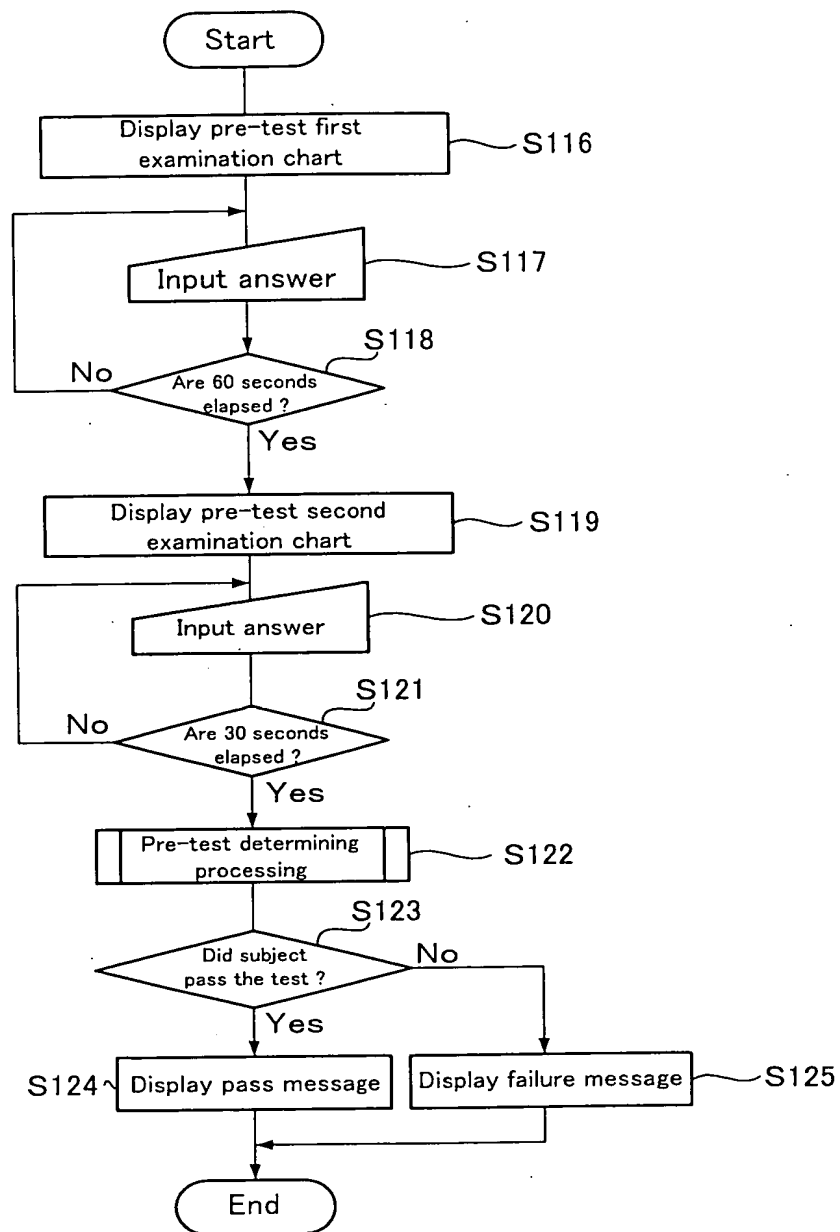 Start
Display pre-test first
examination chart
S116
Input answer
S117
S118
Are 60 seconds
elapsed ?
No
Yes
Display pre-test second
examination chart
S119
Input answer
S120
S121
Are 30 seconds
elapsed ?
No
Yes
Pre-test determining
processing
S122
S123
Did subject
pass the test ?
No
Yes
S124
Display pass message
Display failure message
S125
End